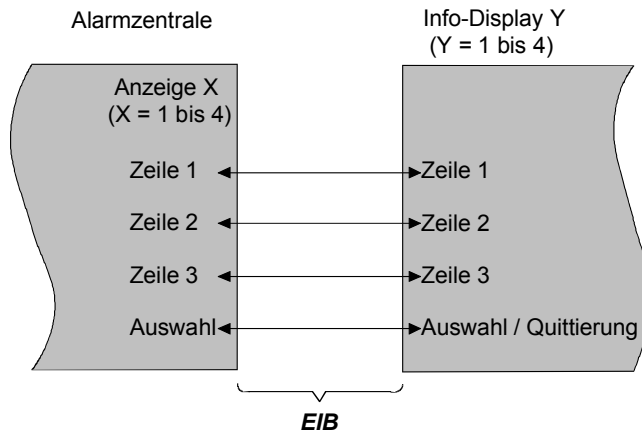 Alarmzentrale
Info-Display Y
(Y = 1 bis 4)
Anzeige X
(X = 1 bis 4)
Zeile 1
Zeile 1
Zeile 2
Zeile 2
Zeile 3
Zeile 3
Auswahl
Auswahl / Quittierung
EIB